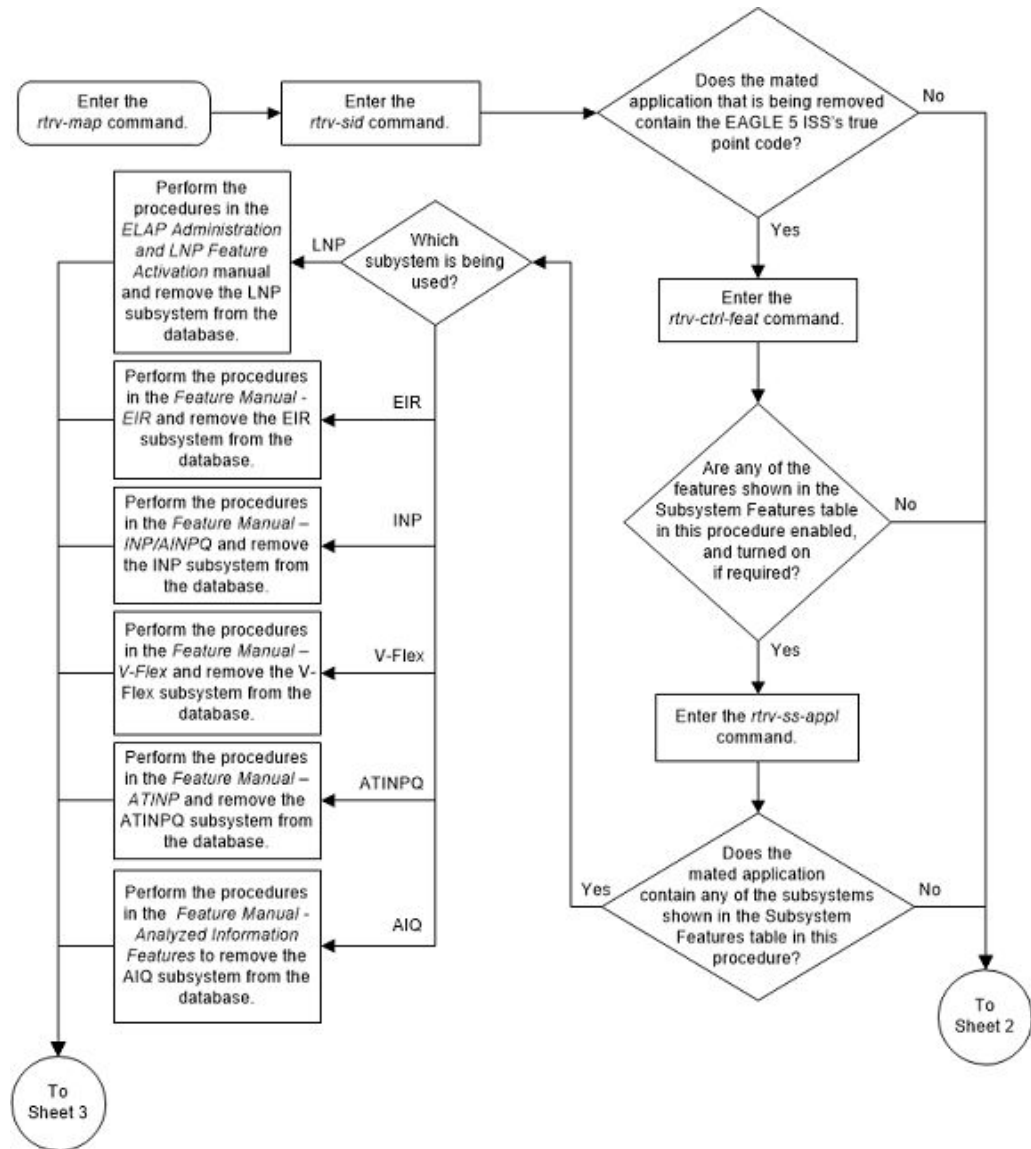 Enter the
rtrv-map command.
Enter the
rtrv-sid command.
Does the mated
application that is being removed
contain the EAGLE 5 ISS's true
point code?
No
Yes
Enter the
rtrv-ctrl-feat command.
Are any of the
features shown in the
Subsystem Features table
in this procedure enabled,
and turned on
if required?
No
Yes
Enter the rtrv-ss-appl
command.
Does the
mated application
contain any of the subsystems
shown in the Subsystem
Features table in this
procedure?
No
Yes
To
Sheet 2
Which
subystem is being
used?
LNP
Perform the
procedures in the
ELAP Administration
and LNP Feature
Activation manual
and remove the LNP
subsystem from the
database.
EIR
Perform the procedures
in the Feature Manual -
EIR and remove the EIR
subsystem from the
database.
INP
Perform the procedures
in the Feature Manual –
INP/AINPQ and remove
the INP subsystem from
the database.
V-Flex
Perform the procedures
in the Feature Manual –
V-Flex and remove the V-
Flex subsystem from the
database.
ATINPQ
Perform the procedures
in the Feature Manual –
ATINP and remove the
ATINPQ subsystem from
the database.
AIQ
Perform the procedures
in the Feature Manual -
Analyzed Information
Features to remove the
AIQ subsystem from the
database.
To
Sheet 3